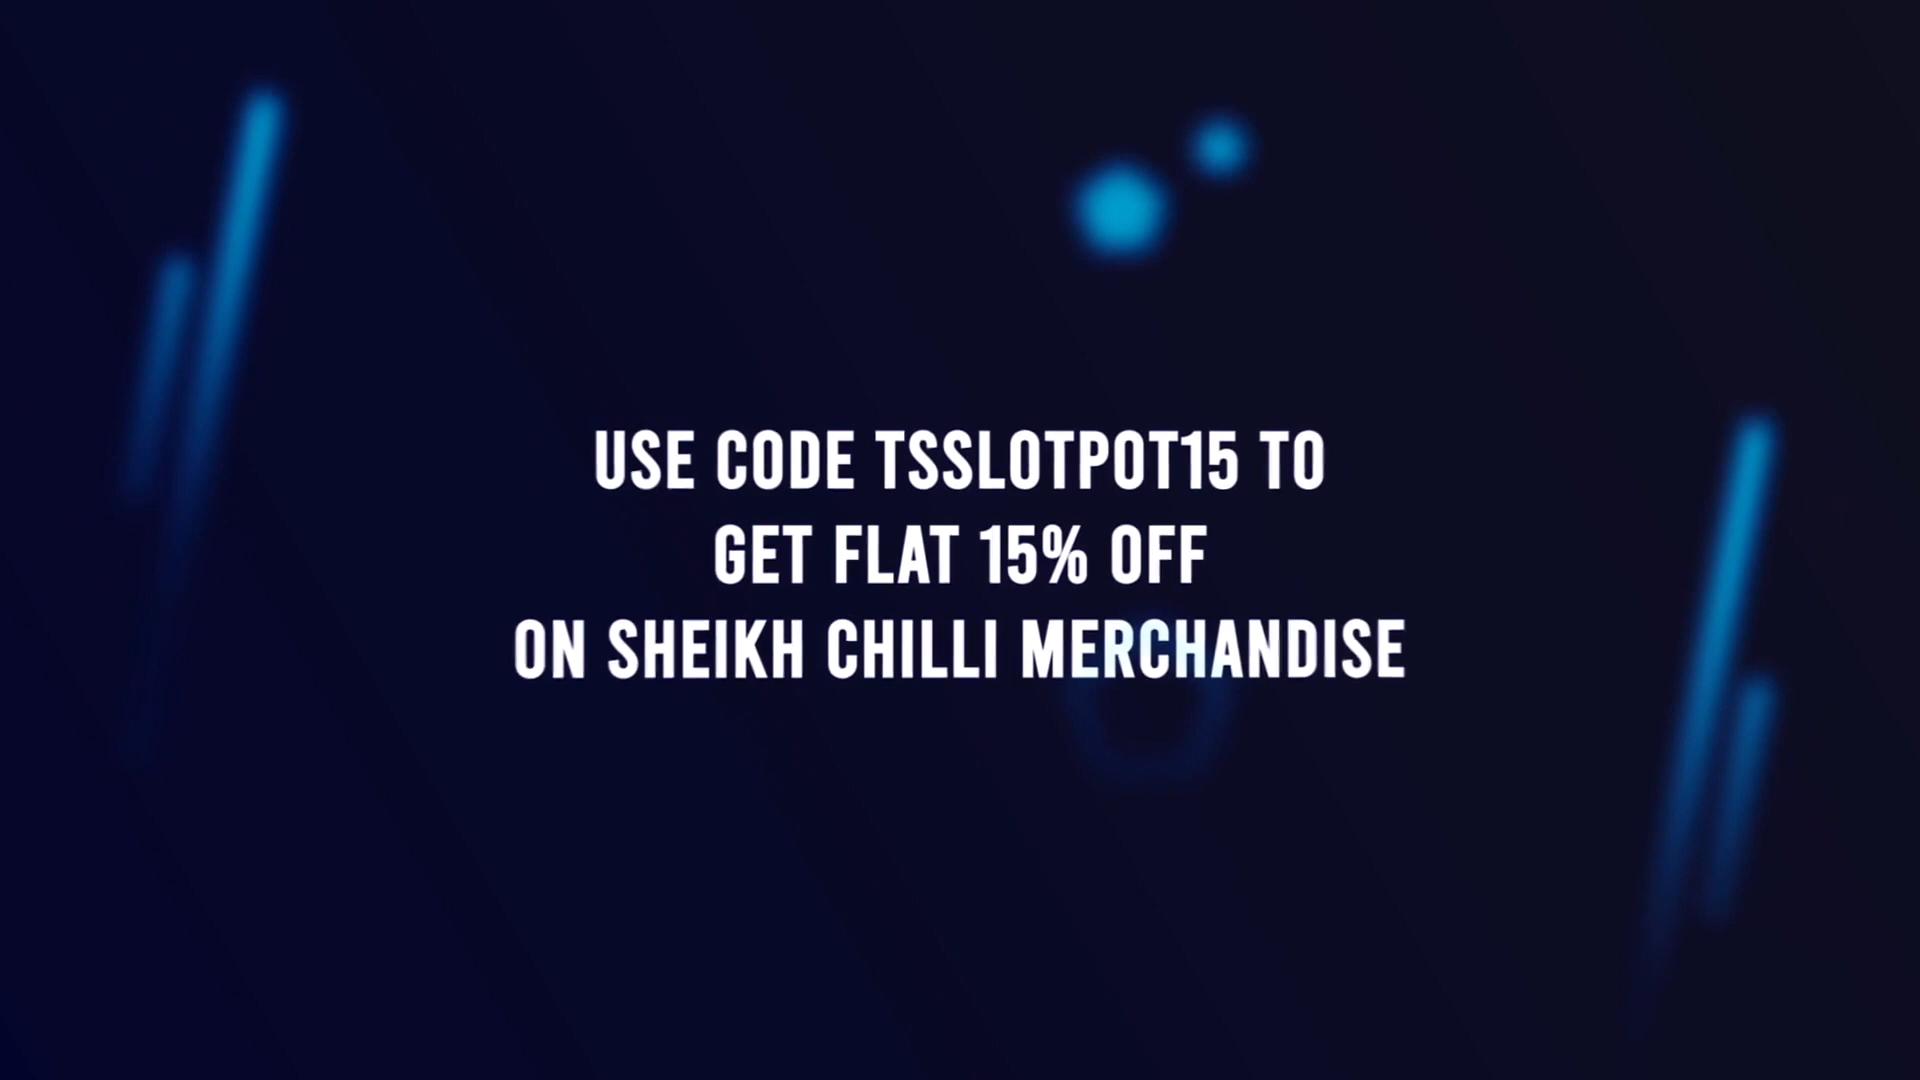 USE CODE TSSLOTPOT15 TO
GET FLAT 15% OFF
ON SHEIKH CHILLI MERCHANDISE